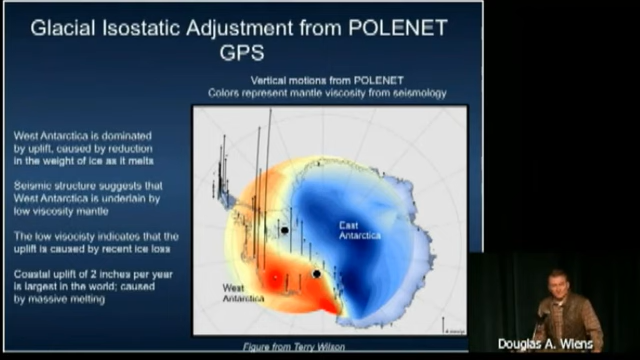 Glacial Isostatic Adjustment from POLENET
GPS
Vertical motions from POLENET
Colors represent mantle viscosity from seismology
West Antarctica is dominated
by uplift, caused by reduction
in the weight of ice as it melts
Seismic structure suggests that
West Antarctica is underlain by
low viscosity mantle
The low viscocity indicates that the
uplift is caused by recent ice loss
Coastal uplift of 2 inches per year
is largest in the world; caused
by massive melting
East
Antarctica
West
Antarctica
Figure from Terry Wilson
Douglas A. Wiens